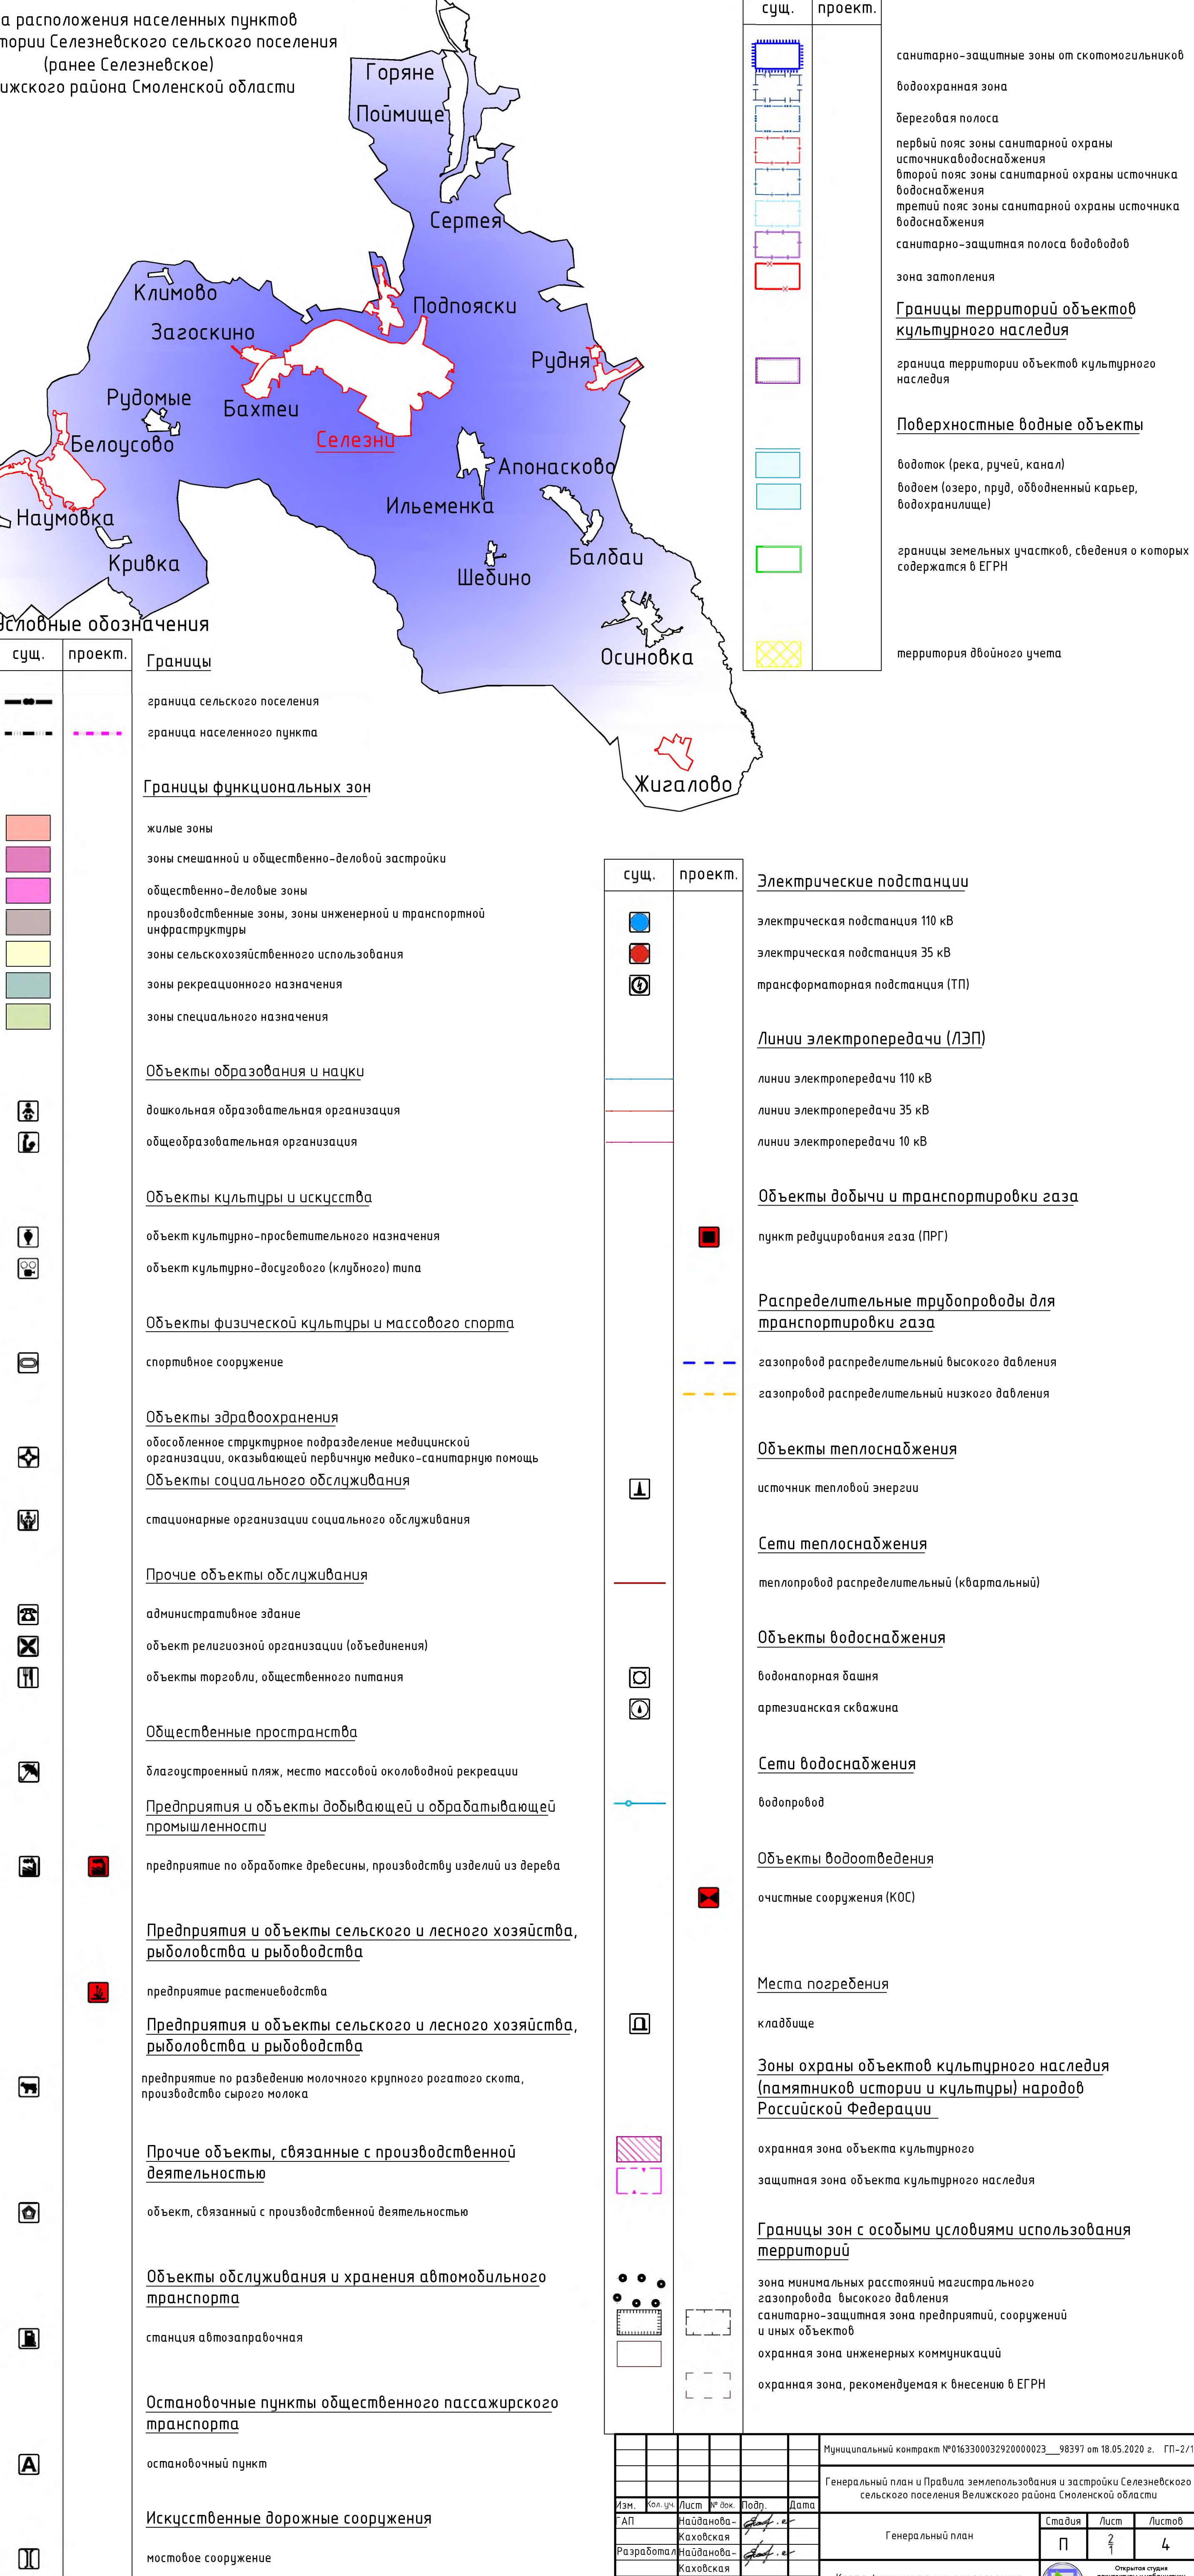 а расположения населенных пунктов
тории Селезневского сельского поселения
(ранее Селезневское)
ижского района Смоленской области
Горяне
Поймище
Сертея
Климово
Подпояски
Загоскино
Рудня
Рудомые
Бахтеи
Белоусово
Селезни
Апонасково
Ильеменка
Наумовка
Балбаи
Кривка
Шебино
Осиновка
Жигалово
сущ. проект.
санитарно-защитные зоны от скотомогильников
водоохранная зона
береговая полоса
первый пояс зоны санитарной охраны
источникаводоснабжения
второй пояс зоны санитарной охраны источника
водоснабжения
третий пояс зоны санитарной охраны источника
водоснабжения
санитарно-защитная полоса водоводов
зона затопления
Границы территорий объектов
культурного наследия
граница территории объектов культурного
наследия
Поверхностные водные объекты
водоток (река, ручей, канал)
водоем (озеро, пруд, обводненный карьер,
водохранилище)
границы земельных участков, сведения о которых
содержатся в ЕГРН
территория двойного учета
Условные обозначения
сущ. проект.
Границы
граница сельского поселения
граница населенного пункта
Границы функциональных зон
жилые зоны
зоны смешанной и общественно-деловой застройки
общественно-деловые зоны
производственные зоны, зоны инженерной и транспортной
инфраструктуры
зоны сельскохозяйственного использования
зоны рекреационного назначения
зоны специального назначения
Объекты образования и науки
дошкольная образовательная организация
общеобразовательная организация
Объекты культуры и искусства
объект культурно-просветительного назначения
объект культурно-досугового (клубного) типа
Объекты физической культуры и массового спорта
спортивное сооружение
Объекты здравоохранения
обособленное структурное подразделение медицинской
организации, оказывающей первичную медико-санитарную помощь
Объекты социального обслуживания
стационарные организации социального обслуживания
Прочие объекты обслуживания
административное здание
объект религиозной организации (объединения)
объекты торговли, общественного питания
Общественные пространства
благоустроенный пляж, место массовой околоводной рекреации
Предприятия и объекты добывающей и обрабатывающей
промышленности
предприятие по обработке древесины, производству изделий из дерева
Предприятия и объекты сельского и лесного хозяйства,
рыболовства и рыбоводства
предприятие растениеводства
Предприятия и объекты сельского и лесного хозяйства,
рыболовства и рыбоводства
предприятие по разведению молочного крупного рогатого скота,
производство сырого молока
Прочие объекты, связанные с производственной
деятельностью
объект, связанный с производственной деятельностью
Объекты обслуживания и хранения автомобильного
транспорта
станция автозаправочная
Остановочные пункты общественного пассажирского
транспорта
А
остановочный пункт
Искусственные дорожные сооружения
мостовое сооружение
сущ. проект.
Электрические подстанции
электрическая подстанция 110 кВ
электрическая подстанция 35 кВ
трансформаторная подстанция (ТП)
Линии электропередачи (ЛЭП)
линии электропередачи 110 кВ
линии электропередачи 35 кВ
линии электропередачи 10 кВ
Объекты добычи и транспортировки газа
пункт редуцирования газа (ПРГ)
Распределительные трубопроводы для
транспортировки газа
газопровод распределительный высокого давления
газопровод распределительный низкого давления
Объекты теплоснабжения
источник тепловой энергии
Сети теплоснабжения
теплопровод распределительный (квартальный)
Объекты водоснабжения
водонапорная башня
артезианская скважина
Сети водоснабжения
водопровод
Объекты водоотведения
очистные сооружения (КОС)
Места погребения
кладбище
Зоны охраны объектов культурного наследия
(памятников истории и культуры) народов
Российской Федерации
охранная зона объекта культурного
защитная зона объекта культурного наследия
Границы зон с особыми условиями использования
территорий
зона минимальных расстояний магистрального
газопровода высокого давления
санитарно-защитная зона предприятий, сооружений
и иных объектов
охранная зона инженерных коммуникаций
охранная зона, рекомендуемая к внесению в ЕГРН
Муниципальный контракт №0163300032920000023___98397 от 18.05.2020 г. ГП-2/1
Генеральный план и Правила землепользования и застройки Селезневского
сельского поселения Велижского района Смоленской области
Изм. Кол. уч. Лист № док. Подп. Дата
ГАП Найданова-
Каховская
Разработал Найданова-
Каховская
Генеральный план
Стадия Лист Листов
П 2/1 4
Открытая студия